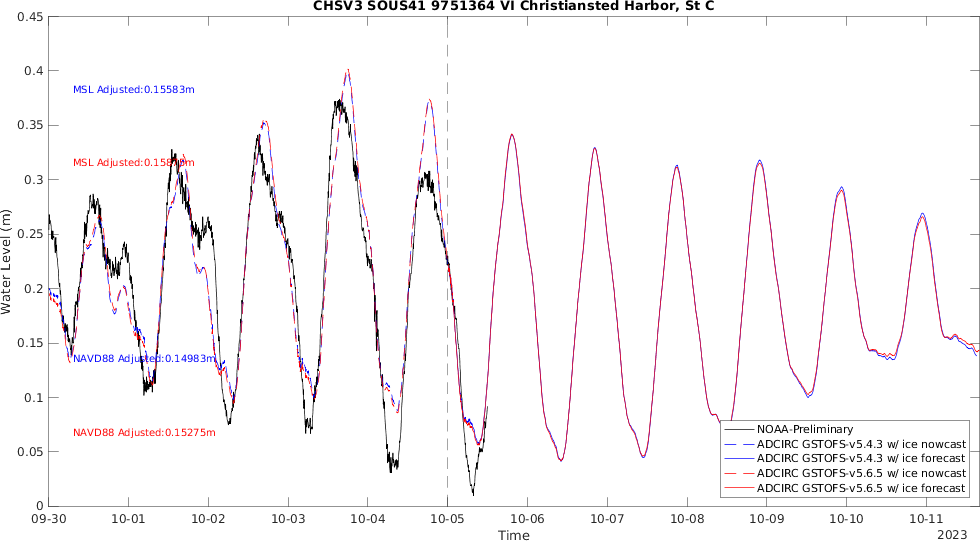 CHSV3 SOUS41 9751364 VI Christiansted Harbor, St C
0.45
0.4
0.35
0.3
0.25
0.2
0.15
0.1
0.05
0
Water Level (m)
MSL Adjusted:0.15583m
MSL
NAVD88 Adjusted:0.14983m
NAVD88 Adjusted:0.15275m
NOAA-Preliminary
ADCIRC GSTOFS-v5.4.3 w/ ice nowcast
ADCIRC GSTOFS-v5.4.3 w/ ice forecast
ADCIRC GSTOFS-v5.6.5 w/ ice nowcast
ADCIRC GSTOFS-v5.6.5 w/ ice forecast
09-30 10-01 10-02 10-03 10-04 10-05 10-06 10-07 10-08 10-09 10-10 10-11
Time
2023